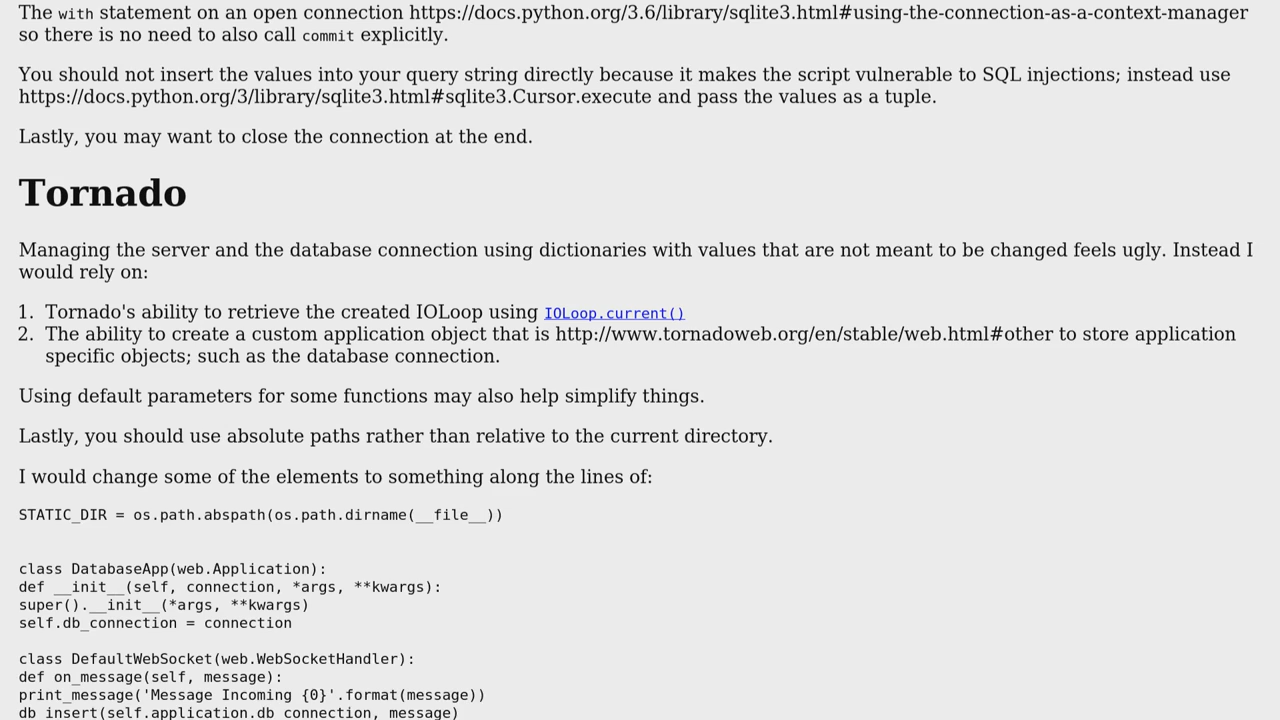 The with statement on an open connection https://docs.python.org/3.6/library/sqlite3.html#using-the-connection-as-a-context-manager
so there is no need to also call commit explicitly.
You should not insert the values into your query string directly because it makes the script vulnerable to SQL injections; instead use
https://docs.python.org/3/library/sqlite3.html#sqlite3.Cursor.execute and pass the values as a tuple.
Lastly, you may want to close the connection at the end.
Tornado
Managing the server and the database connection using dictionaries with values that are not meant to be changed feels ugly. Instead I
would rely on:
1. Tornado's ability to retrieve the created IOLoop using IOLoop.current()
2. The ability to create a custom application object that is http://www.tornadoweb.org/en/stable/web.html#other to store application
specific objects; such as the database connection.
Using default parameters for some functions may also help simplify things.
Lastly, you should use absolute paths rather than relative to the current directory.
I would change some of the elements to something along the lines of:
STATIC_DIR = os.path.abspath(os.path.dirname(__file__))
class DatabaseApp(web.Application):
def __init__(self, connection, *args, **kwargs):
super().__init__(*args, **kwargs)
self.db_connection = connection
class DefaultWebSocket(web.WebSocketHandler):
def on_message(self, message):
print_message('Message Incoming {0}'.format(message))
db_insert(self.application.db_connection, message)